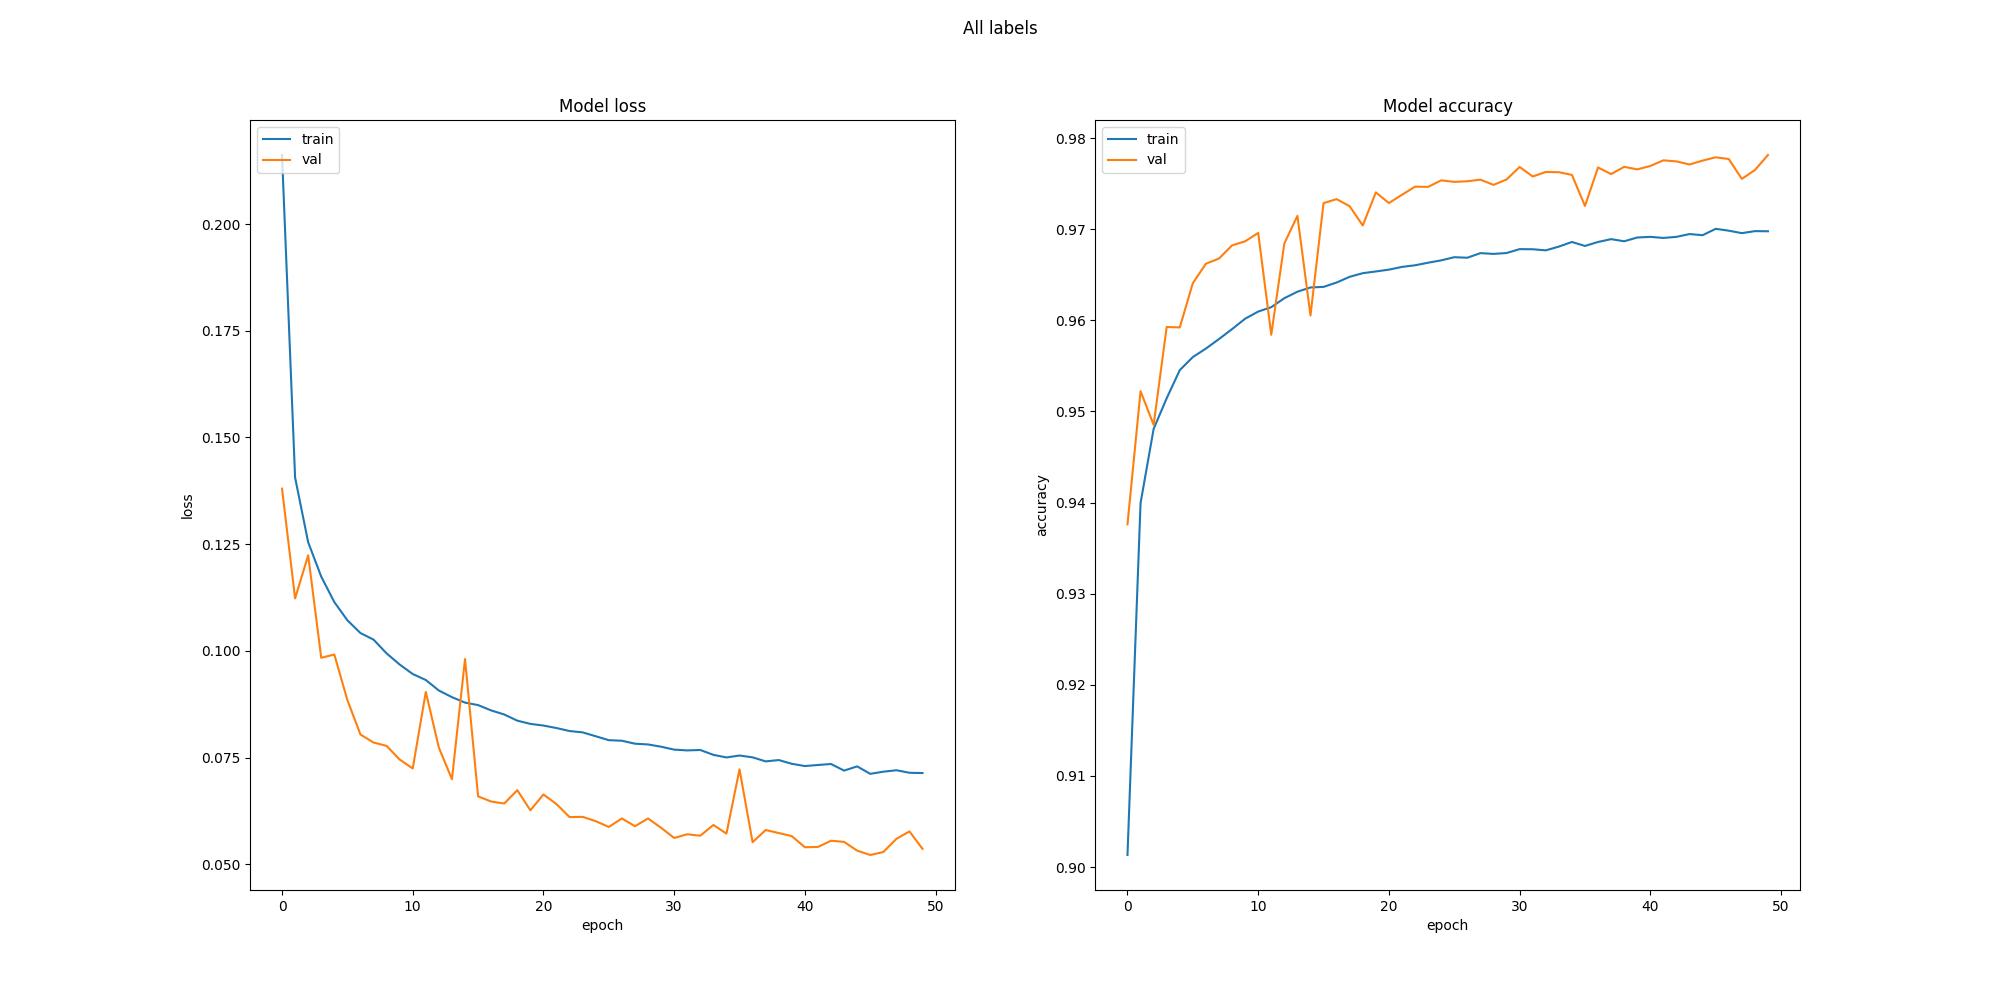 All labels
Model loss
train
val
0.200
0.175
0.150
0.125
0.100
0.075
0.050
loss
0 10 20 30 40 50
epoch
Model accuracy
train
val
0.98
0.97
0.96
0.95
0.94
0.93
0.92
0.91
0.90
accuracy
0 10 20 30 40 50
epoch